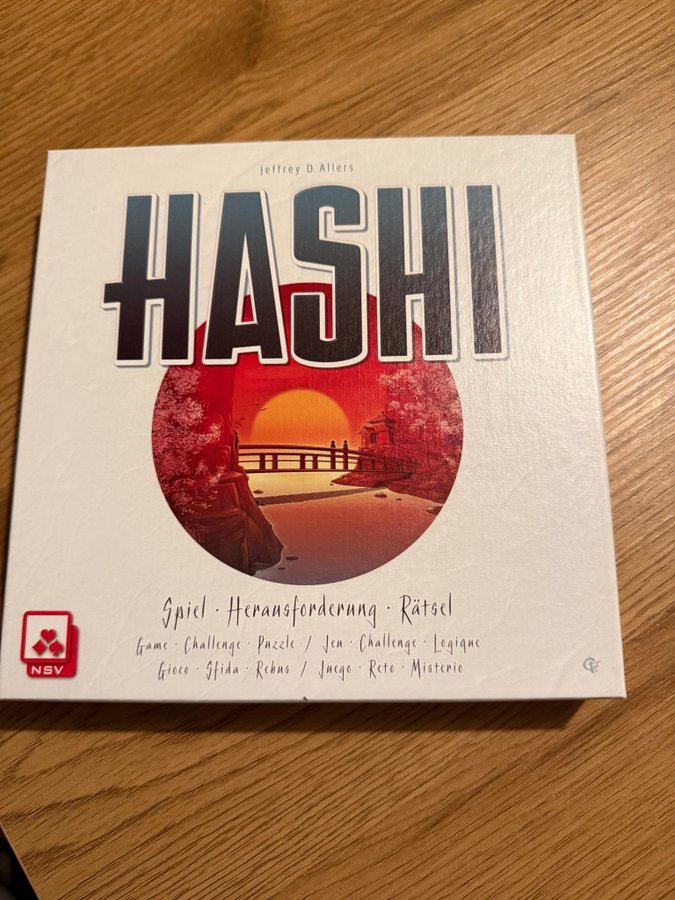 Jeffrey D. Allers
HASHI
Spiel · Herausforderung · Rätsel
Game · Challenge · Puzzle / Jeu · Challenge · Logique
Gioco · Sfida · Rebus / Juego · Reto · Misterio
NSV